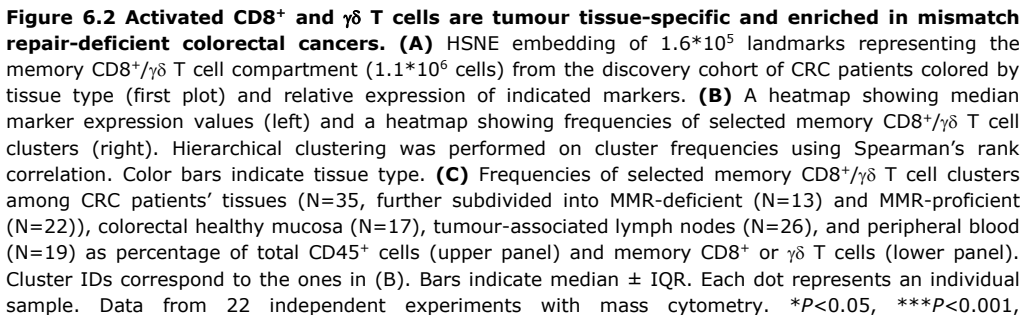 Figure 6.2 Activated CD8⁺ and γδ T cells are tumour tissue-specific and enriched in mismatch
repair-deficient colorectal cancers. (A) HSNE embedding of 1.6*10⁵ landmarks representing the
memory CD8⁺/γδ T cell compartment (1.1*10⁶ cells) from the discovery cohort of CRC patients colored by
tissue type (first plot) and relative expression of indicated markers. (B) A heatmap showing median
marker expression values (left) and a heatmap showing frequencies of selected memory CD8⁺/γδ T cell
clusters (right). Hierarchical clustering was performed on cluster frequencies using Spearman's rank
correlation. Color bars indicate tissue type. (C) Frequencies of selected memory CD8⁺/γδ T cell clusters
among CRC patients' tissues (N=35, further subdivided into MMR-deficient (N=13) and MMR-proficient
(N=22)), colorectal healthy mucosa (N=17), tumour-associated lymph nodes (N=26), and peripheral blood
(N=19) as percentage of total CD45⁺ cells (upper panel) and memory CD8⁺ or γδ T cells (lower panel).
Cluster IDs correspond to the ones in (B). Bars indicate median ± IQR. Each dot represents an individual
sample. Data from 22 independent experiments with mass cytometry. *P<0.05, ***P<0.001,